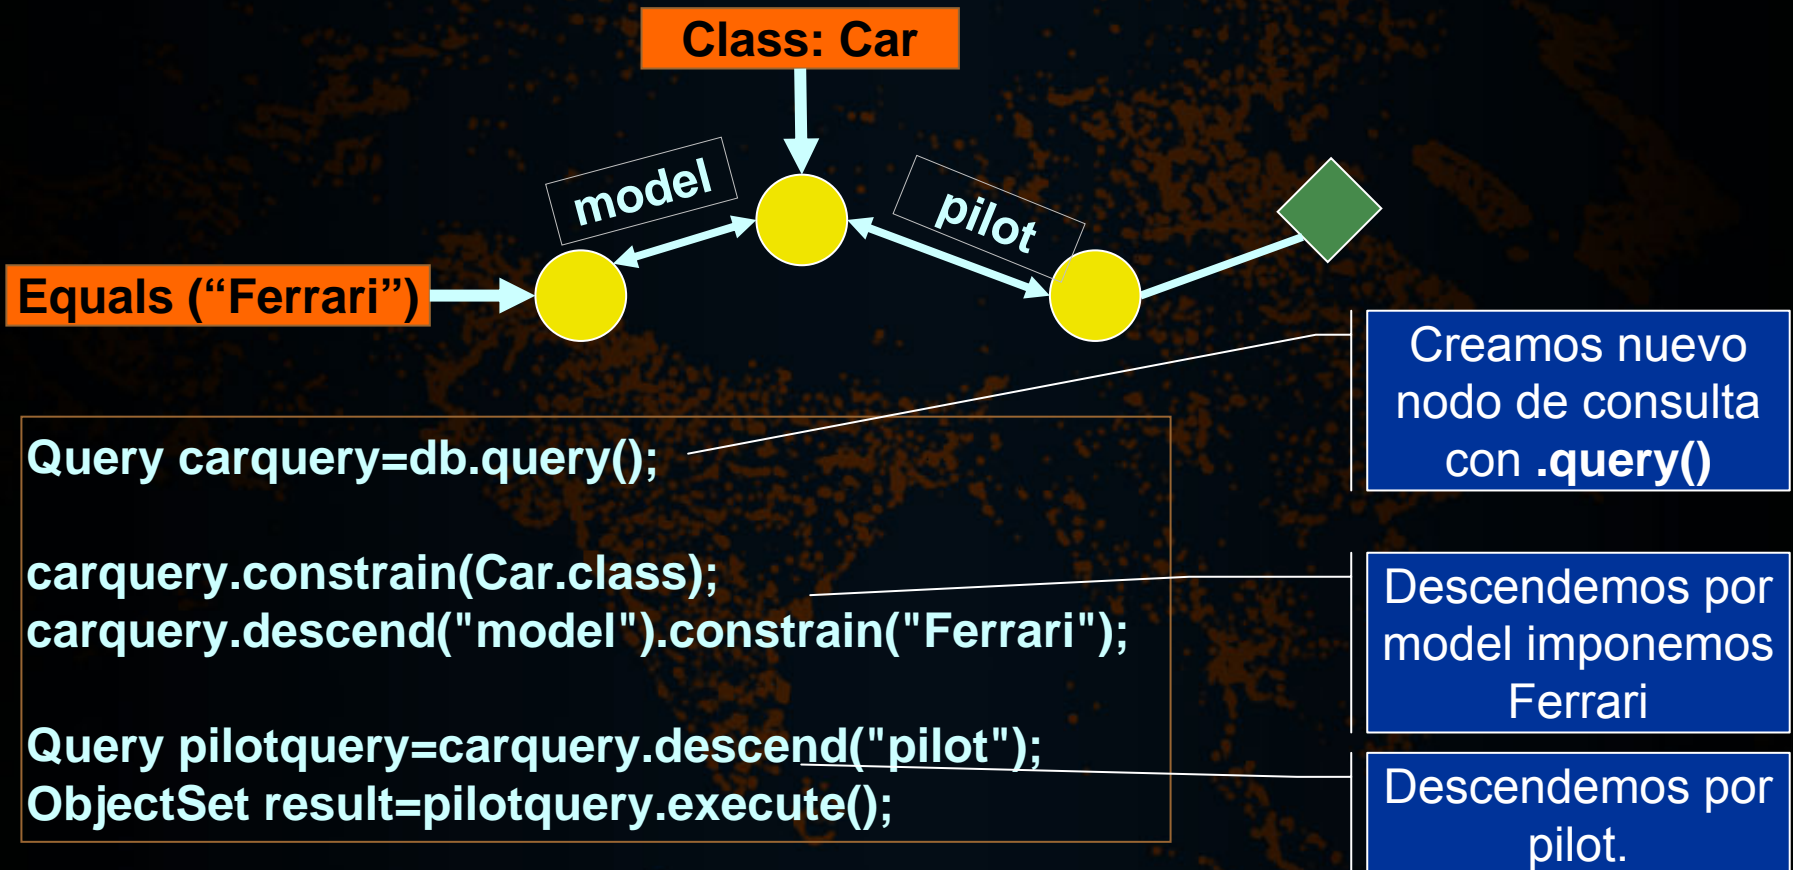 Class: Car
model
pilot
Equals (“Ferrari”)
Creamos nuevo
nodo de consulta
con .query()
Query carquery=db.query();
carquery.constrain(Car.class);
carquery.descend("model").constrain("Ferrari");
Descendemos por
model imponemos
Ferrari
Query pilotquery=carquery.descend("pilot");
ObjectSet result=pilotquery.execute();
Descendemos por
pilot.